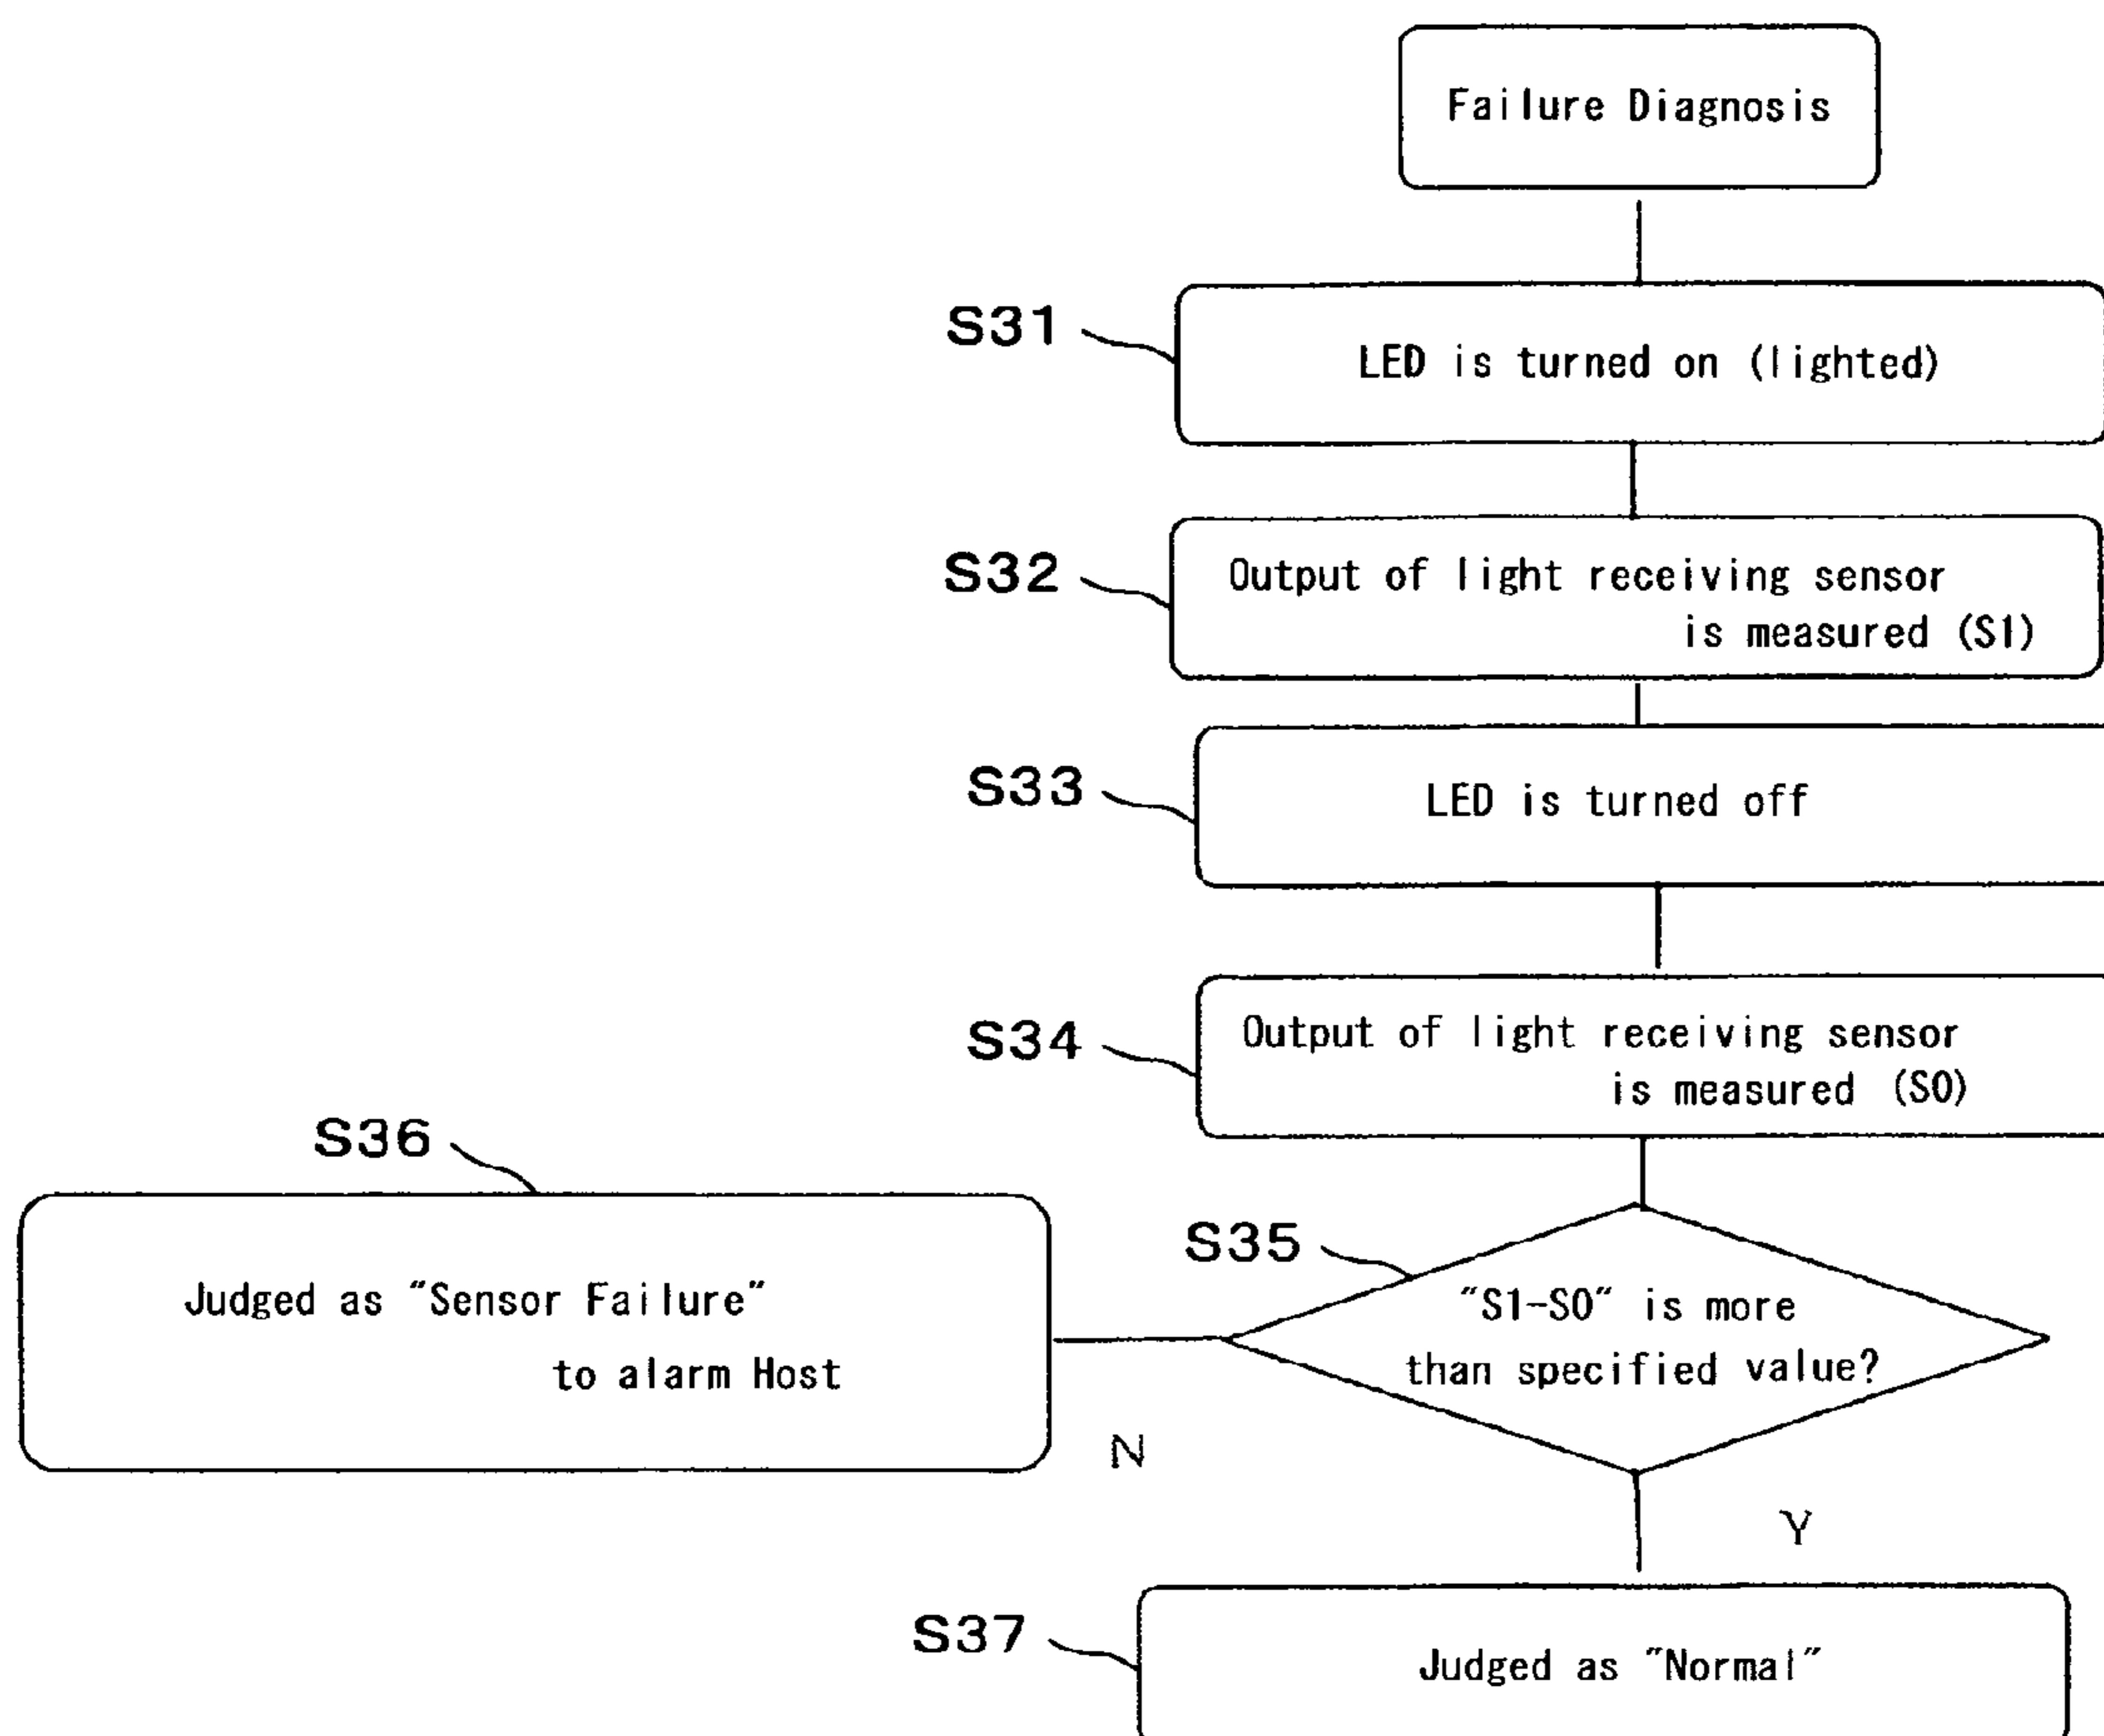 Failure Diagnosis
S31
LED is turned on (lighted)
S32
Output of light receiving sensor
is measured (S1)
S33
LED is turned off
S34
Output of light receiving sensor
is measured (S0)
S36
Judged as "Sensor Failure"
to alarm Host
S35
"S1-S0" is more
than specified value?
N
Y
S37
Judged as "Normal"